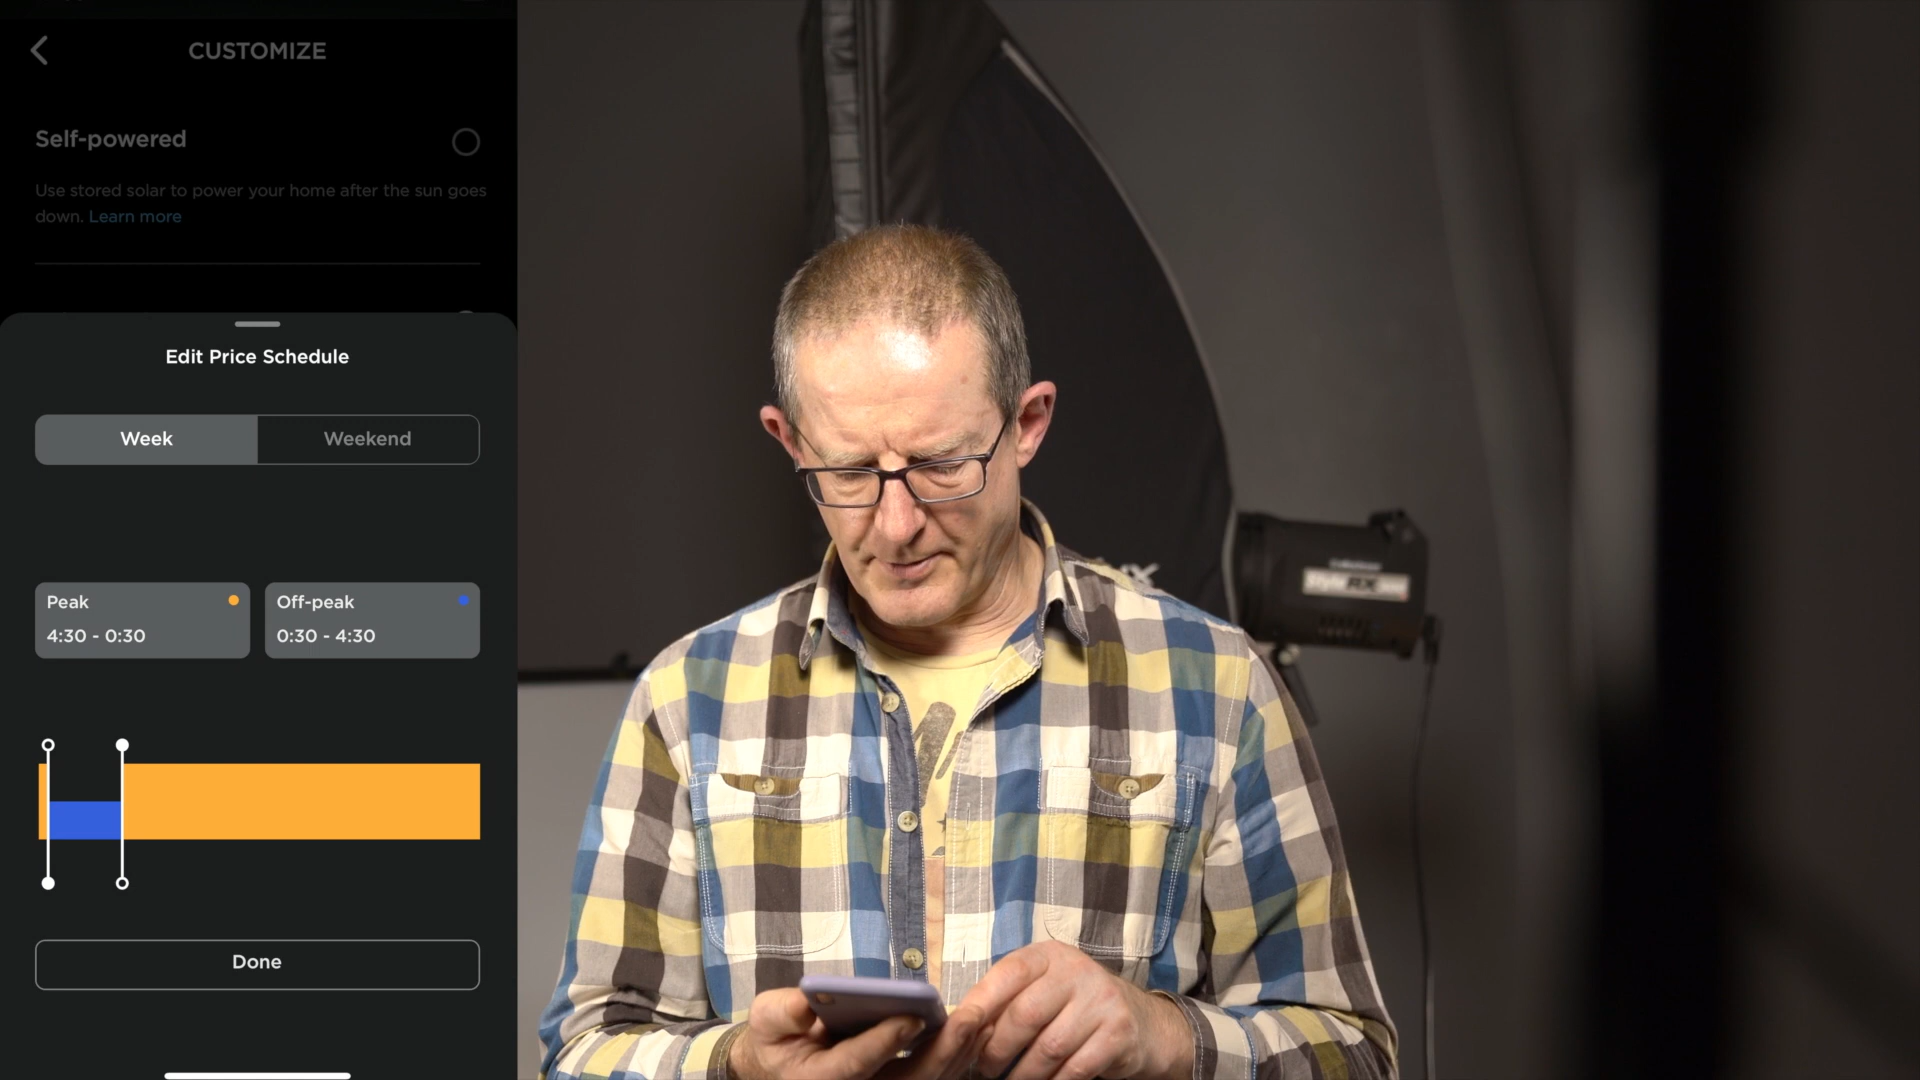 CUSTOMIZE
Self-powered
Use stored solar to power your home after the sun goes
down. Learn more
Edit Price Schedule
Week
Weekend
Peak
4:30 - 0:30
Off-peak
0:30 - 4:30
Done